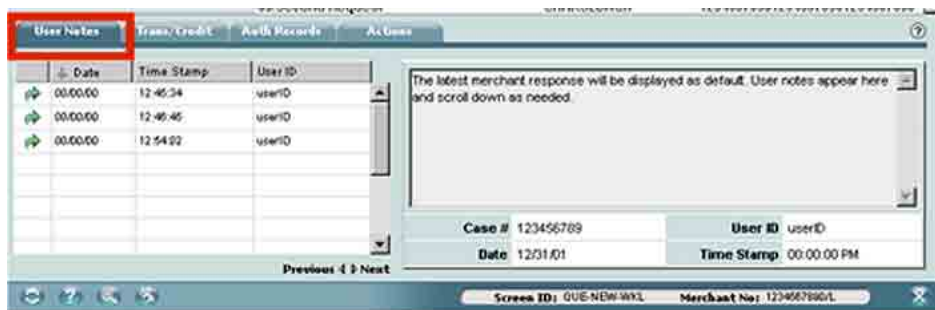 User Notes Trans/Credit Auth Records Actions ?
Date Time Stamp User ID
00/00/00 12:46:34 userID
00/00/00 12:46:46 userID
00/00/00 12:54:02 userID
Previous Next
The latest merchant response will be displayed as default. User notes appear here
and scroll down as needed.
Case # 123456789 User ID userID
Date 12/31/01 Time Stamp 00:00:00 PM
Screen ID: QUE-NEW-WKL Merchant No: 1234567890/L